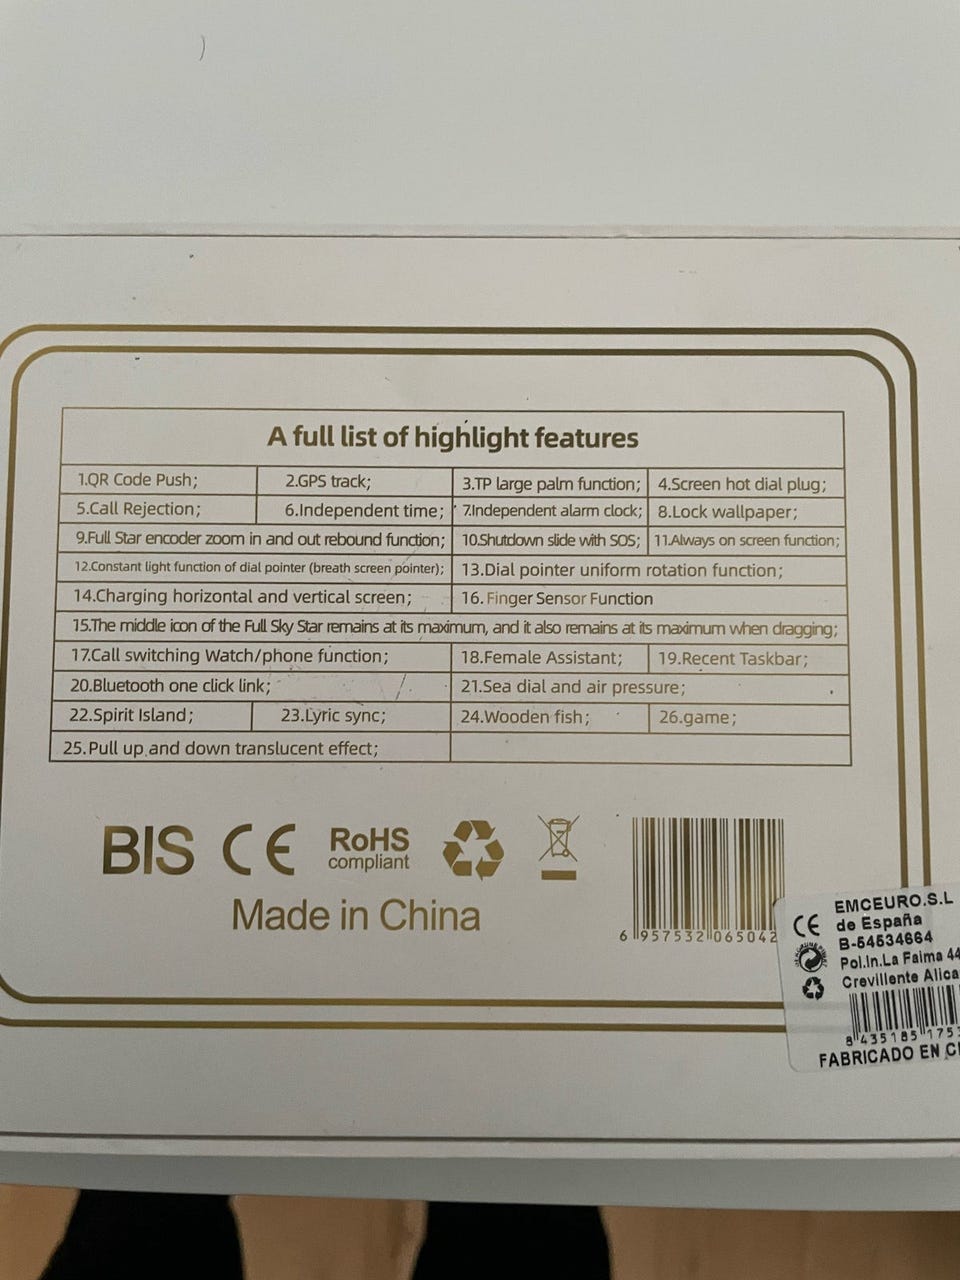 A full list of highlight features
1.QR Code Push; 2.GPS track; 3.TP large palm function; 4.Screen hot dial plug;
5.Call Rejection; 6.Independent time; 7.Independent alarm clock; 8.Lock wallpaper;
9.Full Star encoder zoom in and out rebound function; 10.Shutdown slide with SOS; 11.Always on screen function;
12.Constant light function of dial pointer (breath screen pointer); 13.Dial pointer uniform rotation function;
14.Charging horizontal and vertical screen; 16. Finger Sensor Function
15.The middle icon of the Full Sky Star remains at its maximum, and it also remains at its maximum when dragging;
17.Call switching Watch/phone function; 18.Female Assistant; 19.Recent Taskbar;
20.Bluetooth one click link; 21.Sea dial and air pressure;
22.Spirit Island; 23.Lyric sync; 24.Wooden fish; 26.game;
25.Pull up and down translucent effect;
BIS CE RoHS
compliant
Made in China
6 957532 065042
CE EMCEURO.S.L
de España
B-54534664
Pol.In.La Faima 44
Crevillente
8 435185
FABRICADO EN